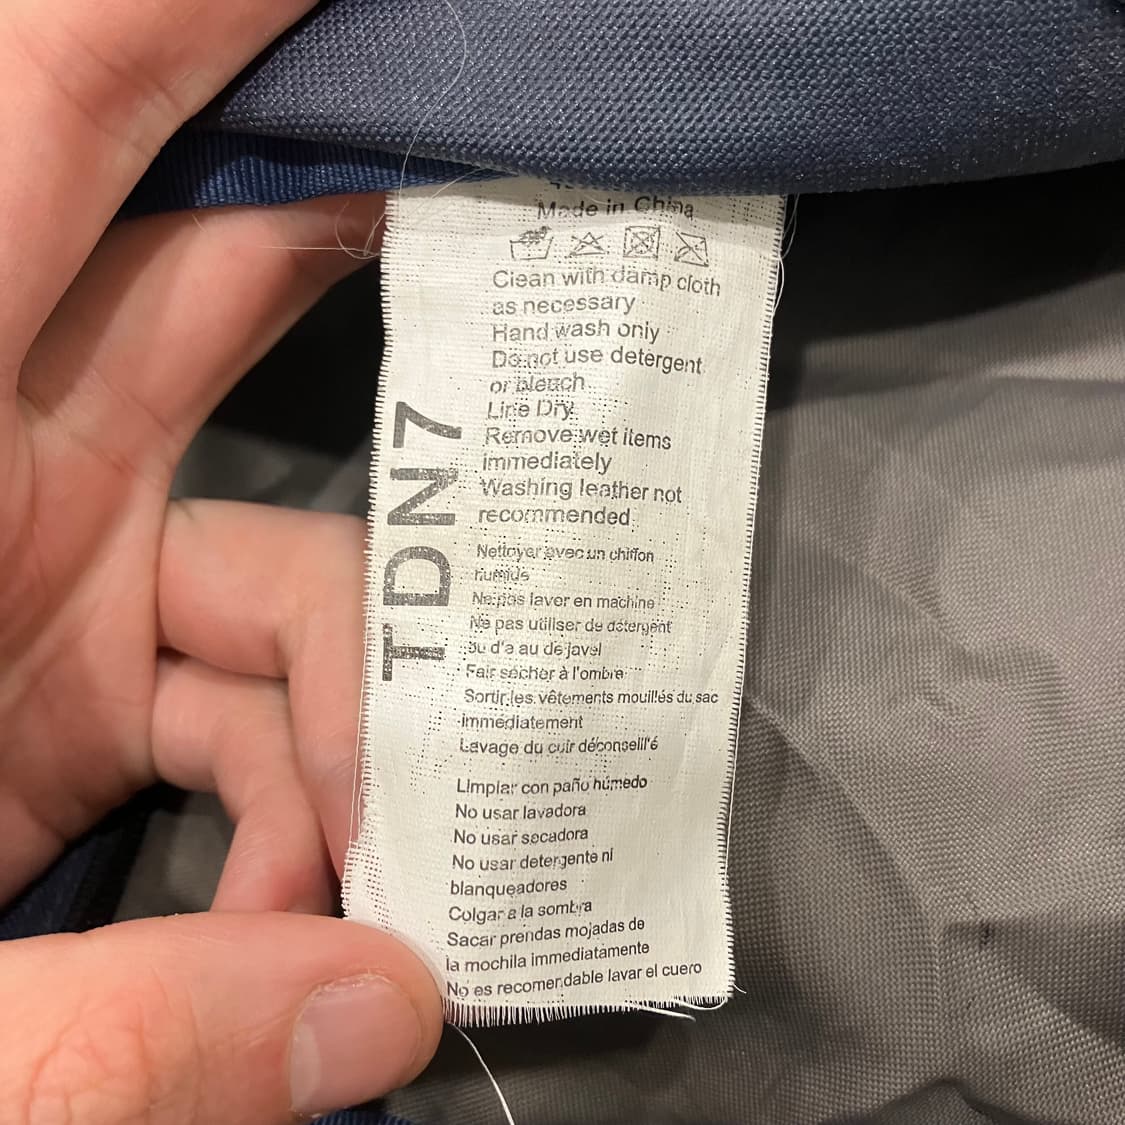 Made in China
Clean with damp cloth
as necessary
Hand wash only
Do not use detergent
or bleach
Line Dry
Remove wet items
immediately
Washing leather not
recommended
TDN7
Nettoyer avec un chiffon
humide
Ne pas laver en machine
Ne pas utiliser de détergent
ou d'eau de javel
Fair sécher à l'ombre
Sortir les vêtements mouillés du sac
immédiatement
Lavage du cuir déconseillé
Limpiar con paño húmedo
No usar lavadora
No usar secadora
No usar detergente ni
blanqueadores
Colgar a la sombra
Sacar prendas mojadas de
la mochila immediatamente
No es recomendable lavar el cuero